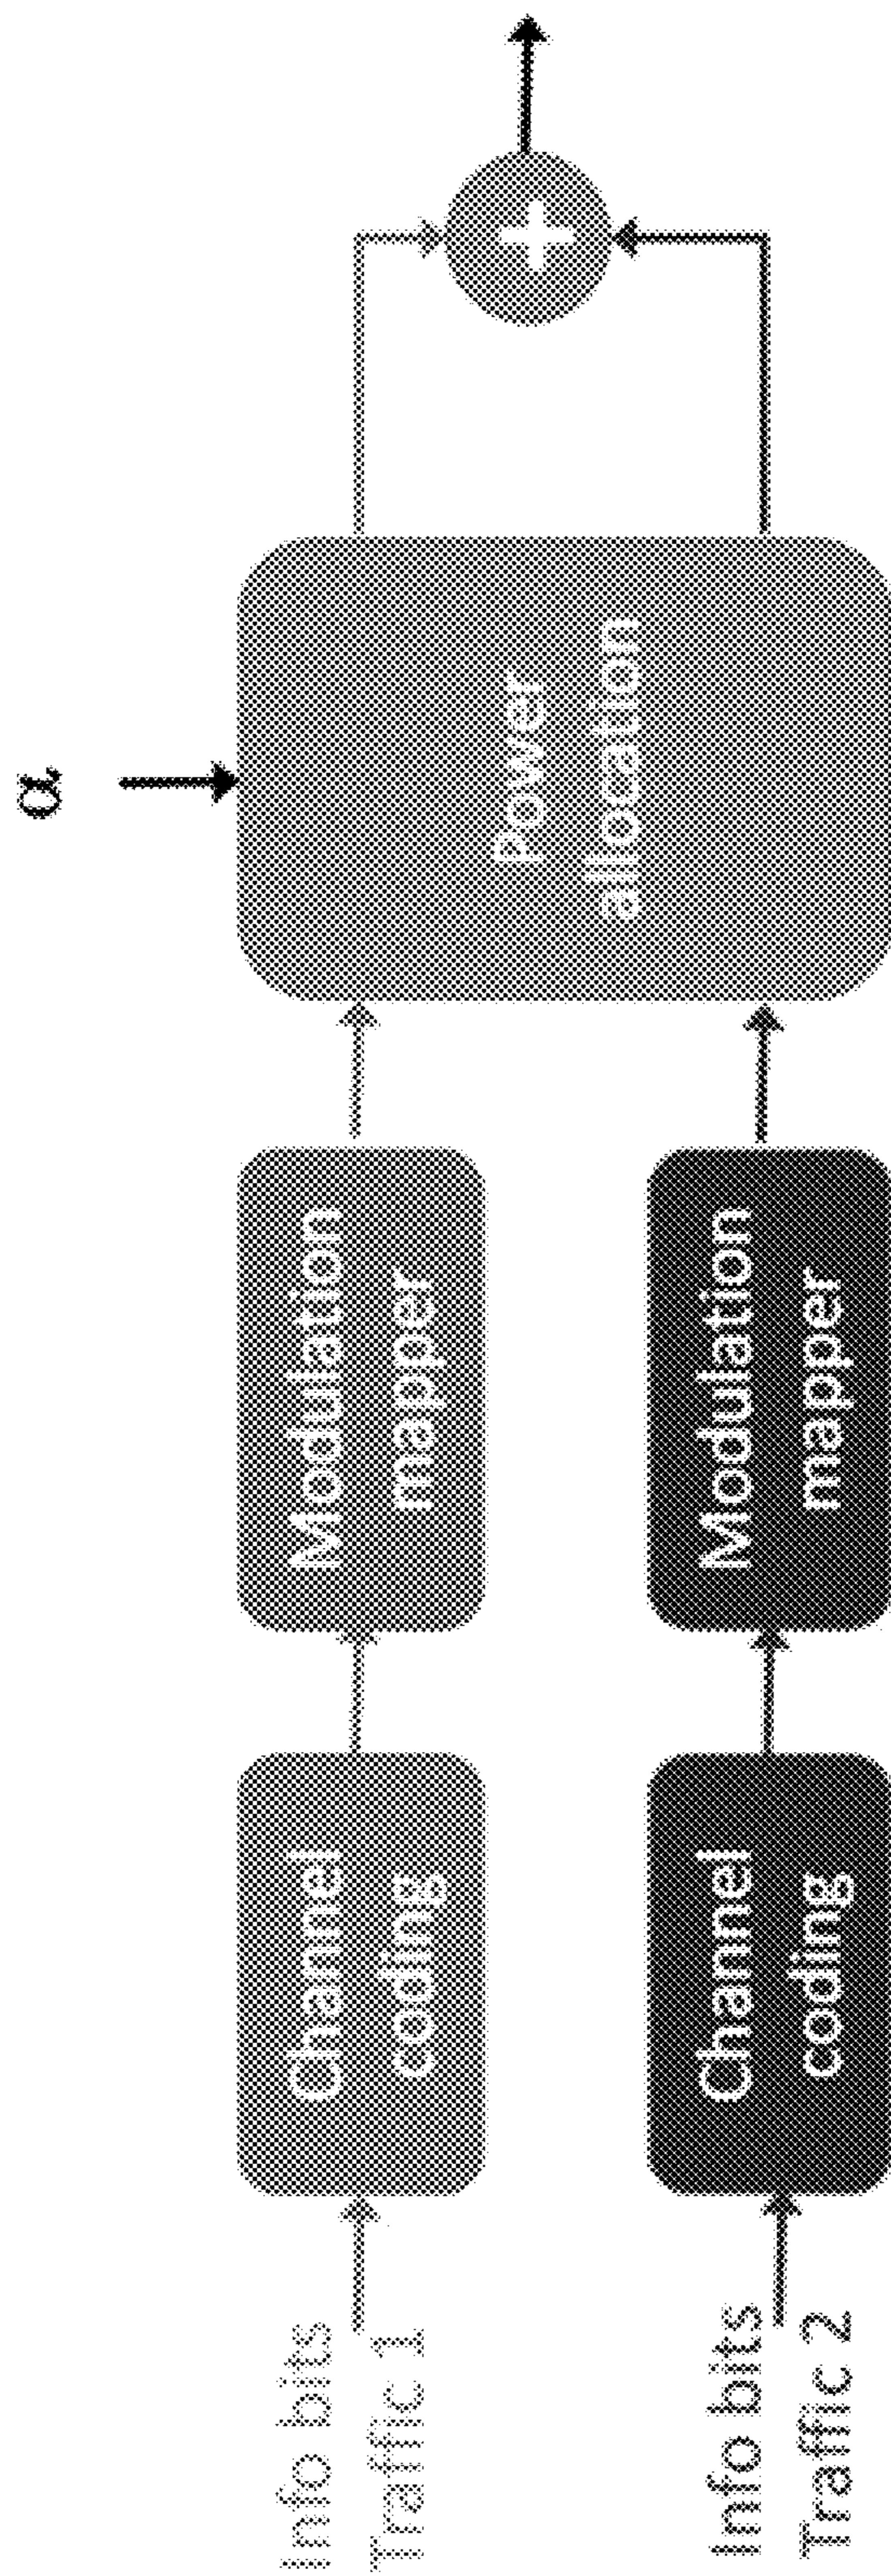 Info bits
Traffic 1
Channel
coding
Modulation
mapper
Info bits
Traffic 2
Channel
coding
Modulation
mapper
α
Power
allocation
+